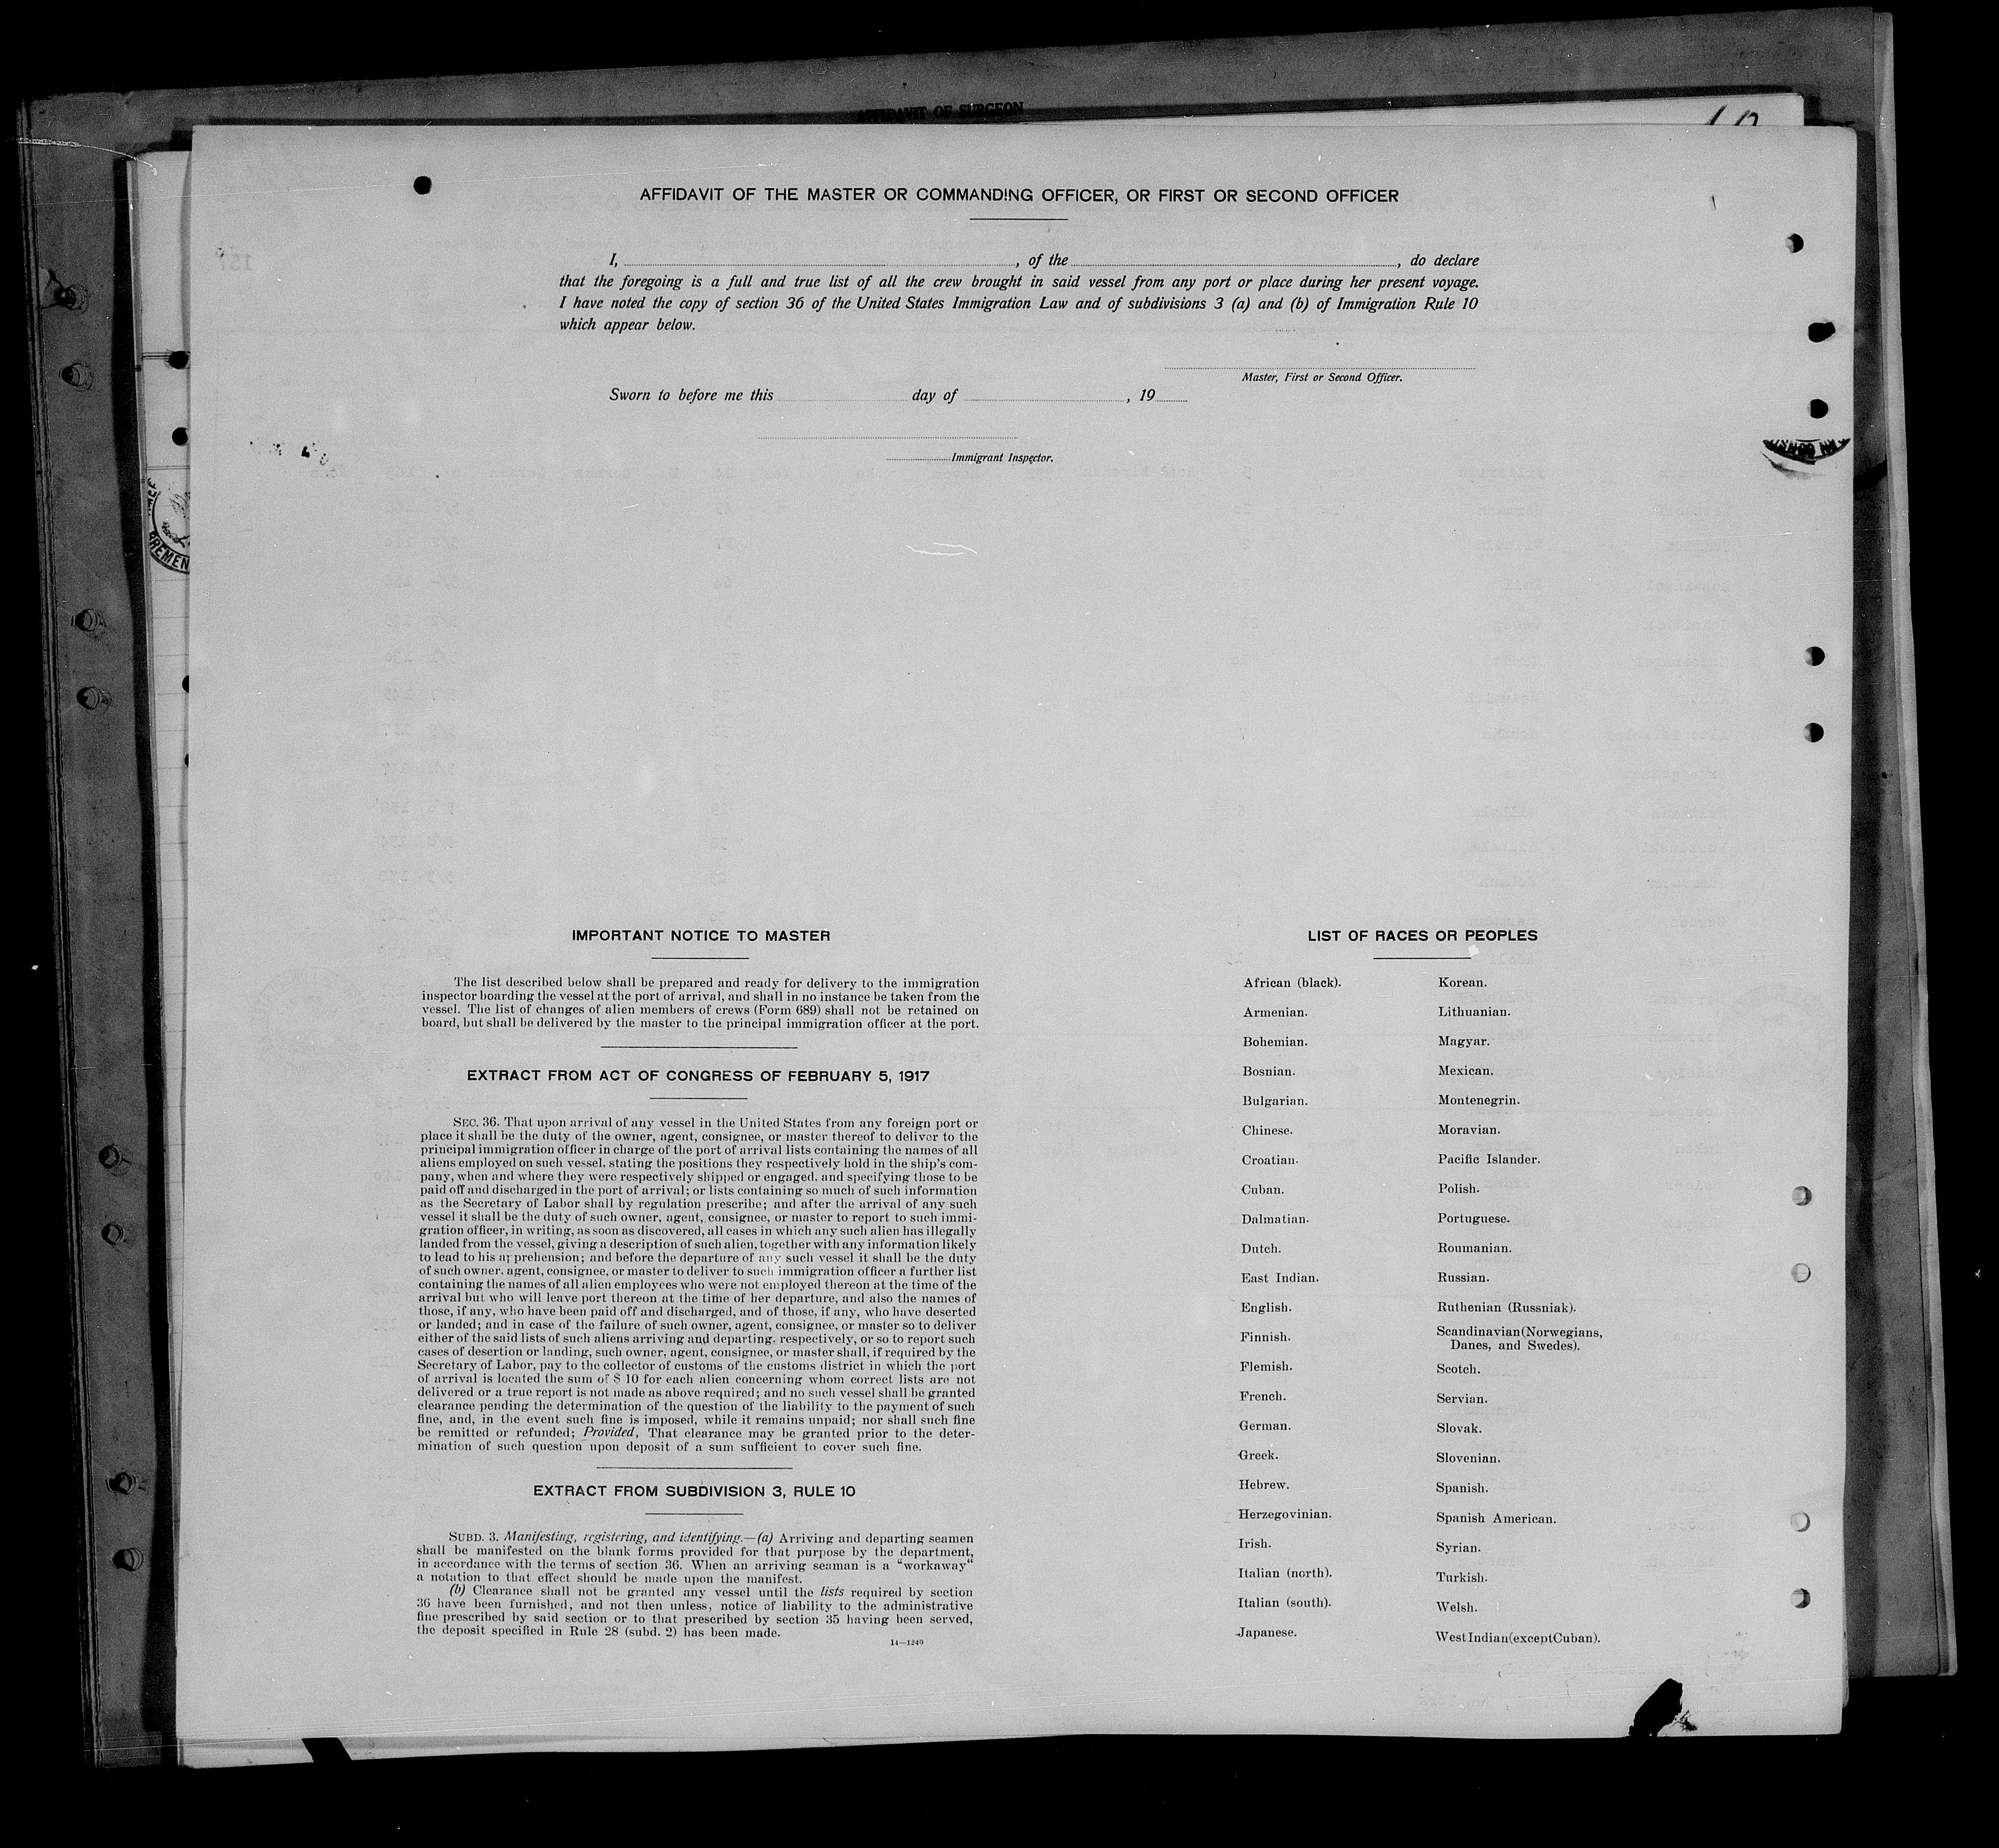 AFFIDAVIT OF SURGEON
AFFIDAVIT OF THE MASTER OR COMMANDING OFFICER, OR FIRST OR SECOND OFFICER
I, , of the , do declare
that the foregoing is a full and true list of all the crew brought in said vessel from any port or place during her present voyage.
I have noted the copy of section 36 of the United States Immigration Law and of subdivisions 3 (a) and (b) of Immigration Rule 10
which appear below.
Master, First or Second Officer.
Sworn to before me this day of , 19
Immigrant Inspector.
BREMEN
IMPORTANT NOTICE TO MASTER
The list described below shall be prepared and ready for delivery to the immigration
inspector boarding the vessel at the port of arrival, and shall in no instance be taken from the
vessel. The list of changes of alien members of crews (Form 689) shall not be retained on
board, but shall be delivered by the master to the principal immigration officer at the port.
EXTRACT FROM ACT OF CONGRESS OF FEBRUARY 5, 1917
SEC. 36. That upon arrival of any vessel in the United States from any foreign port or
place it shall be the duty of the owner, agent, consignee, or master thereof to deliver to the
principal immigration officer in charge of the port of arrival lists containing the names of all
aliens employed on such vessel, stating the positions they respectively hold in the ship's com-
pany, when and where they were respectively shipped or engaged, and specifying those to be
paid off and discharged in the port of arrival; or lists containing so much of such information
as the Secretary of Labor shall by regulation prescribe; and after the arrival of any such
vessel it shall be the duty of such owner, agent, consignee, or master to report to such immi-
gration officer, in writing, as soon as discovered, all cases in which any such alien has illegally
landed from the vessel, giving a description of such alien, together with any information likely
to lead to his apprehension; and before the departure of any such vessel it shall be the duty
of such owner, agent, consignee, or master to deliver to such immigration officer a further list
containing the names of all alien employees who were not employed thereon at the time of the
arrival but who will leave port thereon at the time of her departure, and also the names of
those, if any, who have been paid off and discharged, and of those, if any, who have deserted
or landed; and in case of the failure of such owner, agent, consignee, or master so to deliver
either of the said lists of such aliens arriving and departing, respectively, or so to report such
cases of desertion or landing, such owner, agent, consignee, or master shall, if required by the
Secretary of Labor, pay to the collector of customs of the customs district in which the port
of arrival is located the sum of $ 10 for each alien concerning whom correct lists are not
delivered or a true report is not made as above required; and no such vessel shall be granted
clearance pending the determination of the question of the liability to the payment of such
fine, and, in the event such fine is imposed, while it remains unpaid; nor shall such fine
be remitted or refunded; Provided, That clearance may be granted prior to the deter-
mination of such question upon deposit of a sum sufficient to cover such fine.
EXTRACT FROM SUBDIVISION 3, RULE 10
SUBD. 3. Manifesting, registering, and identifying.—(a) Arriving and departing seamen
shall be manifested on the blank forms provided for that purpose by the department,
in accordance with the terms of section 36. When an arriving seaman is a “workaway“
a notation to that effect should be made upon the manifest.
(b) Clearance shall not be granted any vessel until the lists required by section
36 have been furnished, and not then unless, notice of liability to the administrative
fine prescribed by said section or to that prescribed by section 35 having been served,
the deposit specified in Rule 28 (subd. 2) has been made.
14—1240
LIST OF RACES OR PEOPLES
African (black).
Armenian.
Bohemian.
Bosnian.
Bulgarian.
Chinese.
Croatian.
Cuban.
Dalmatian.
Dutch.
East Indian.
English.
Finnish.
Flemish.
French.
German.
Greek.
Hebrew.
Herzegovinian.
Irish.
Italian (north).
Italian (south).
Japanese.
Korean.
Lithuanian.
Magyar.
Mexican.
Montenegrin.
Moravian.
Pacific Islander.
Polish.
Portuguese.
Roumanian.
Russian.
Ruthenian (Russniak).
Scandinavian (Norwegians,
Danes, and Swedes).
Scotch.
Servian.
Slovak.
Slovenian.
Spanish.
Spanish American.
Syrian.
Turkish.
Welsh.
West Indian (except Cuban).